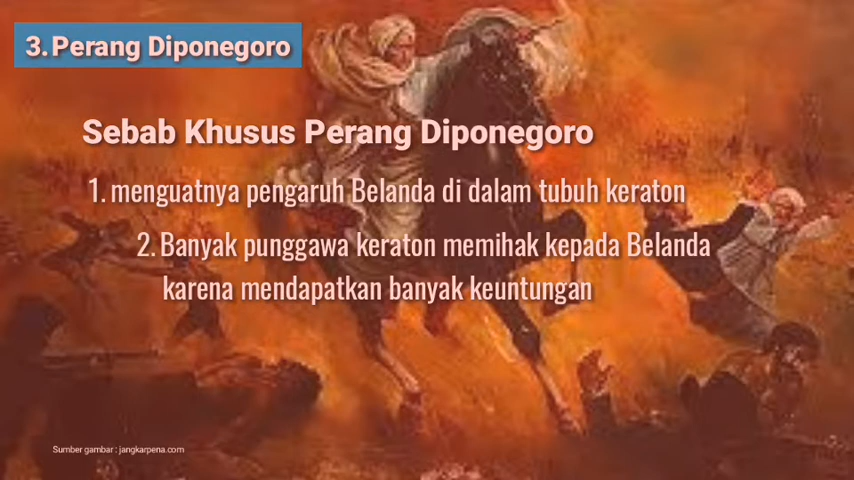 3. Perang Diponegoro
Sebab Khusus Perang Diponegoro
1. menguatnya pengaruh Belanda di dalam tubuh keraton
2. Banyak punggawa keraton memihak kepada Belanda
karena mendapatkan banyak keuntungan
Sumber gambar : jangkarpena.com